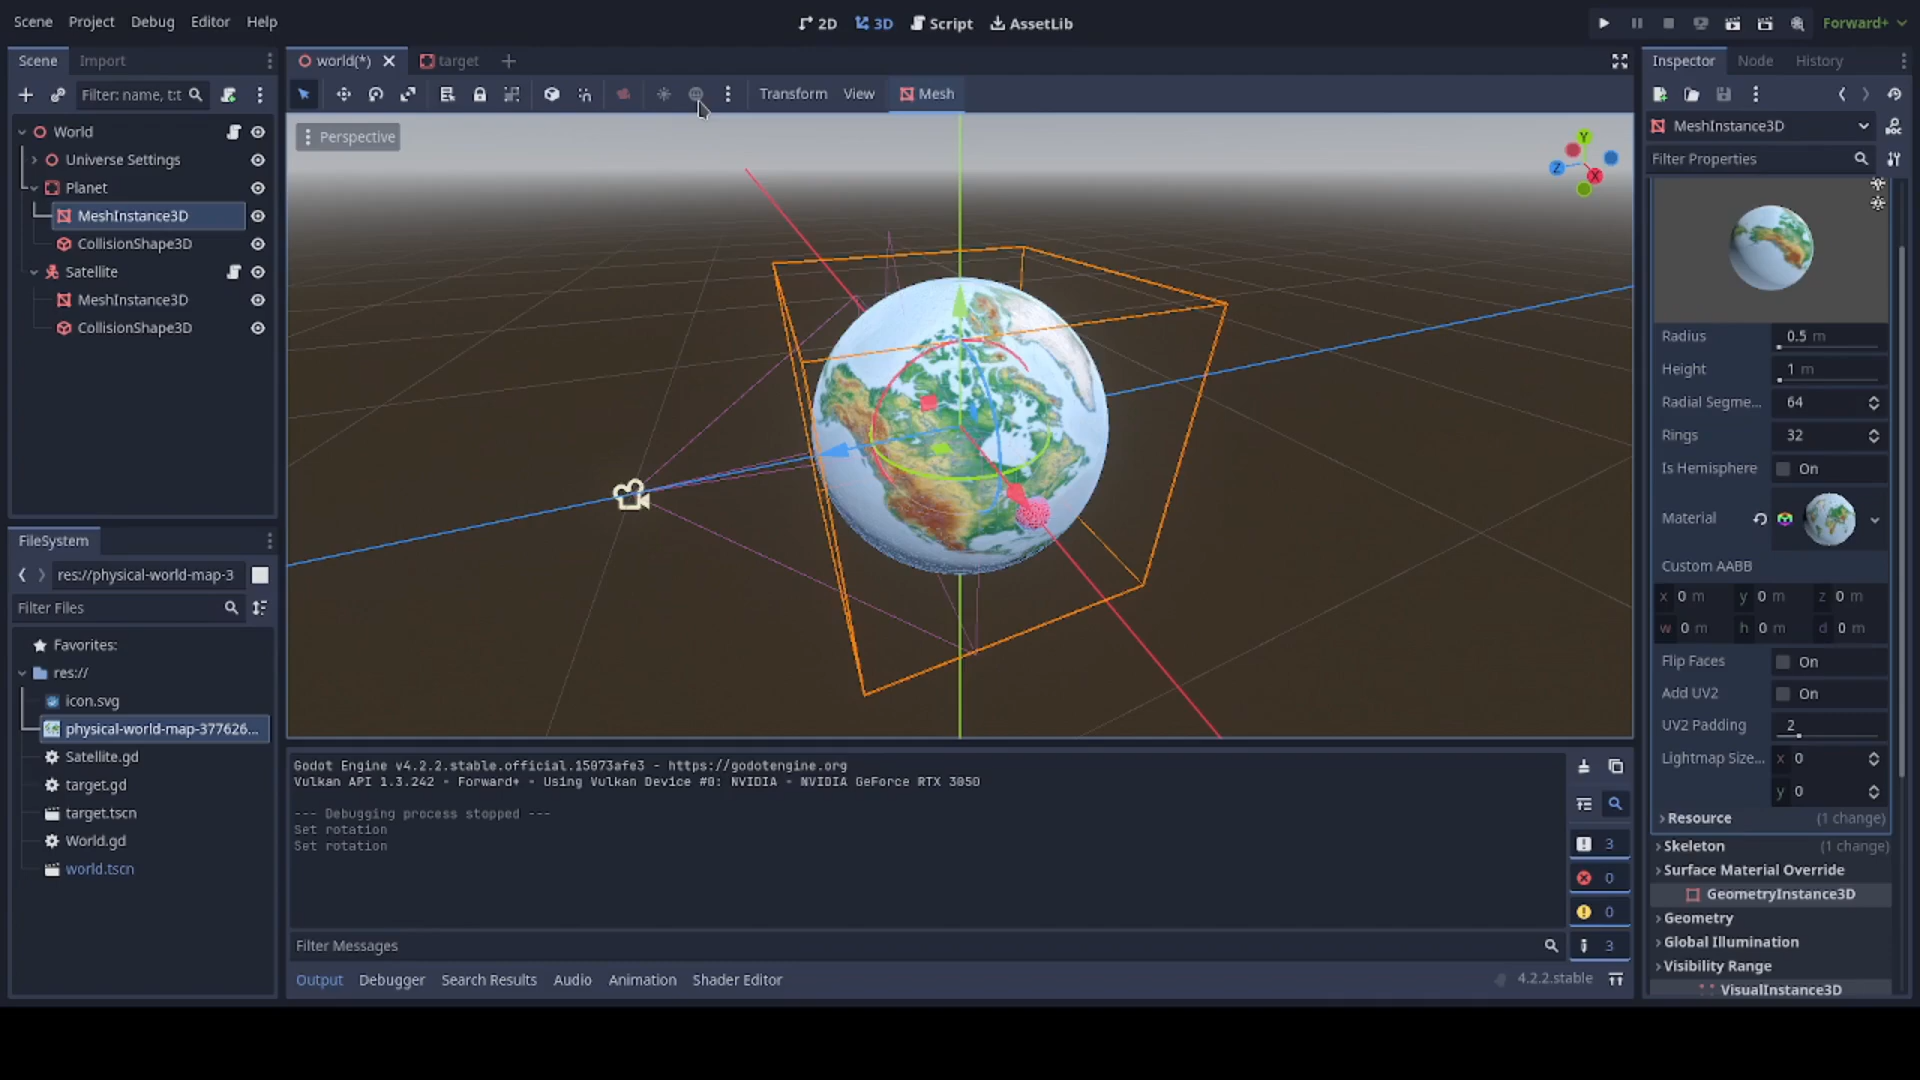 Scene Project Debug Editor Help
2D 3D Script AssetLib
Forward+
Scene Import
world(*) target
Inspector Node History
Filter: name, t:t
Transform View Mesh
World
Universe Settings
Planet
MeshInstance3D
CollisionShape3D
Satellite
MeshInstance3D
CollisionShape3D
Perspective
Y
Z
X
MeshInstance3D
Filter Properties
Radius 0.5 m
Height 1 m
Radial Segme... 64
Rings 32
Is Hemisphere On
Material
Custom AABB
x 0 m y 0 m z 0 m
w 0 m h 0 m d 0 m
Flip Faces On
Add UV2 On
UV2 Padding 2
Lightmap Size... x 0
y 0
Resource (1 change)
Skeleton (1 change)
Surface Material Override
GeometryInstance3D
Geometry
Global Illumination
Visibility Range
VisualInstance3D
FileSystem
res://physical-world-map-3
Filter Files
Favorites:
res://
icon.svg
physical-world-map-377626...
Satellite.gd
target.gd
target.tscn
World.gd
world.tscn
Godot Engine v4.2.2.stable.official.15073afe3 - https://godotengine.org
Vulkan API 1.3.242 - Forward+ - Using Vulkan Device #0: NVIDIA - NVIDIA GeForce RTX 3050
--- Debugging process stopped ---
Set rotation
Set rotation
3
0
0
3
Filter Messages
Output Debugger Search Results Audio Animation Shader Editor
4.2.2.stable